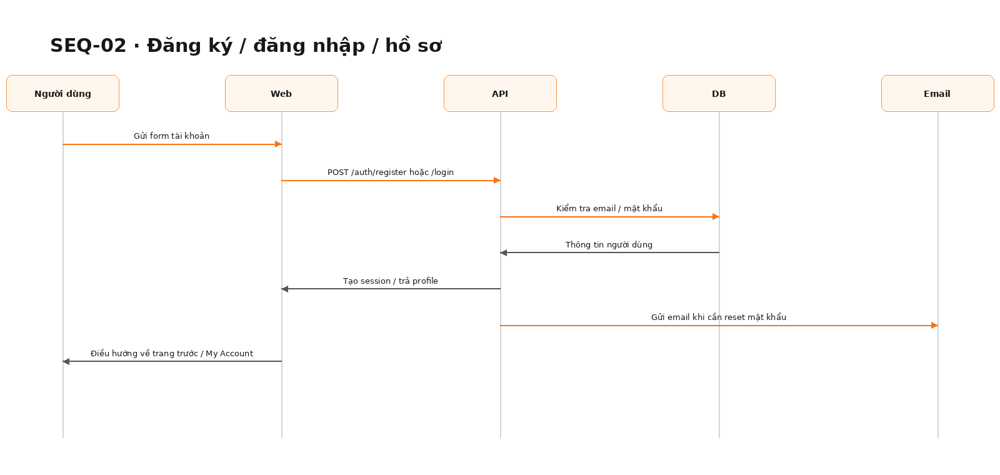 SEQ-02 · Đăng ký / đăng nhập / hồ sơ
Người dùng
Web
API
DB
Email
Gửi form tài khoản
POST /auth/register hoặc /login
Kiểm tra email / mật khẩu
Thông tin người dùng
Tạo session / trả profile
Gửi email khi cần reset mật khẩu
Điều hướng về trang trước / My Account